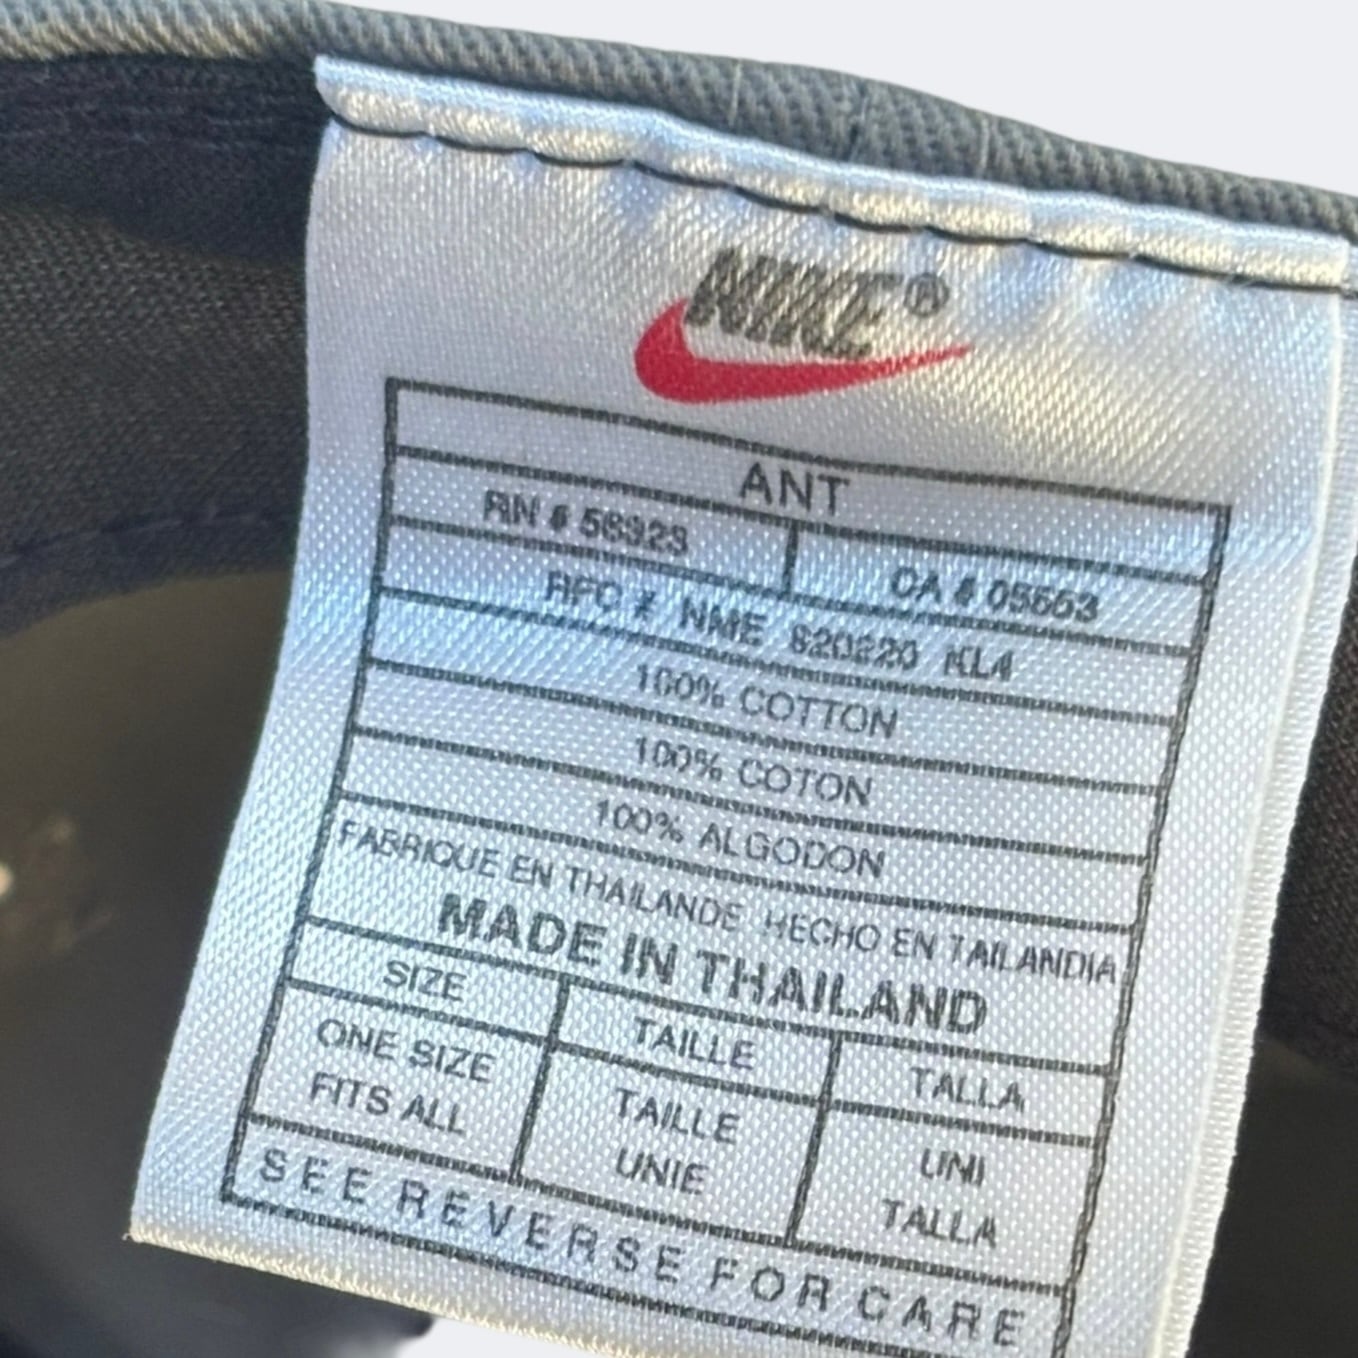 NIKE®
ANT
RN # 56323 CA # 05553
RFC # NME 820220 KL4
100% COTTON
100% COTON
100% ALGODON
FABRIQUE EN THAILANDE HECHO EN TAILANDIA
MADE IN THAILAND
SIZE TAILLE TALLA
ONE SIZE TAILLE UNI
FITS ALL UNIE TALLA
SEE REVERSE FOR CARE